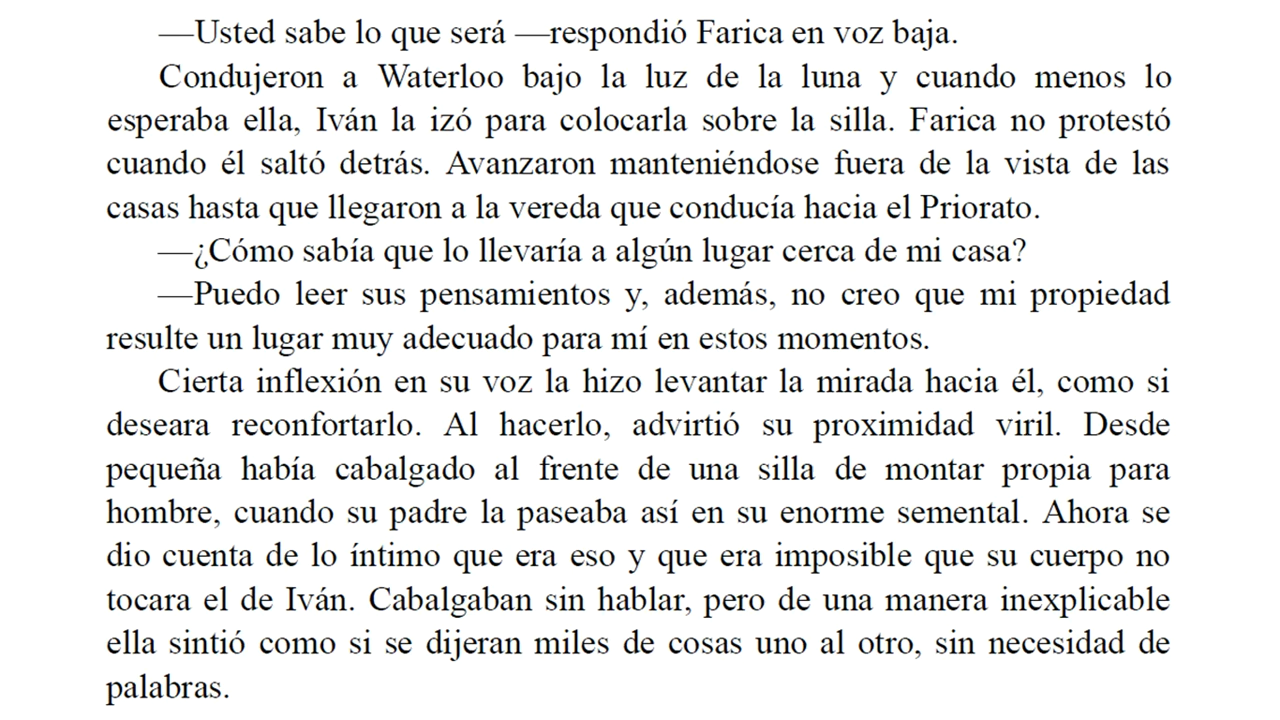 —Usted sabe lo que será —respondió Farica en voz baja.
Condujeron a Waterloo bajo la luz de la luna y cuando menos lo
esperaba ella, Iván la izó para colocarla sobre la silla. Farica no protestó
cuando él saltó detrás. Avanzaron manteniéndose fuera de la vista de las
casas hasta que llegaron a la vereda que conducía hacia el Priorato.
—¿Cómo sabía que lo llevaría a algún lugar cerca de mi casa?
—Puedo leer sus pensamientos y, además, no creo que mi propiedad
resulte un lugar muy adecuado para mí en estos momentos.
Cierta inflexión en su voz la hizo levantar la mirada hacia él, como si
deseara reconfortarlo. Al hacerlo, advirtió su proximidad viril. Desde
pequeña había cabalgado al frente de una silla de montar propia para
hombre, cuando su padre la paseaba así en su enorme semental. Ahora se
dio cuenta de lo íntimo que era eso y que era imposible que su cuerpo no
tocara el de Iván. Cabalgaban sin hablar, pero de una manera inexplicable
ella sintió como si se dijeran miles de cosas uno al otro, sin necesidad de
palabras.